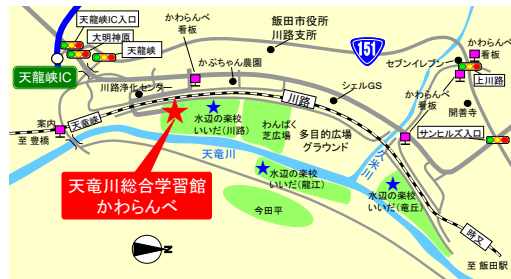 天龍峡IC入口
大明神原
天龍峡
天龍峡IC
かわらんべ
看板
飯田市役所
川路支所
151
かわらんべ
看板
セブンイレブン
上川路
かぶちゃん農園
川路浄化センター
シェルGS
かわらんべ
看板
開善寺
川路
案内
天竜峡
至 豊橋
水辺の楽校
いいだ(川路)
わんぱく
芝広場
多目的広場
グラウンド
サンヒルズ入口
久米川
天竜川
天竜川総合学習館
かわらんべ
水辺の楽校
いいだ(龍江)
水辺の楽校
いいだ(竜丘)
今田平
時又
至 飯田駅
N